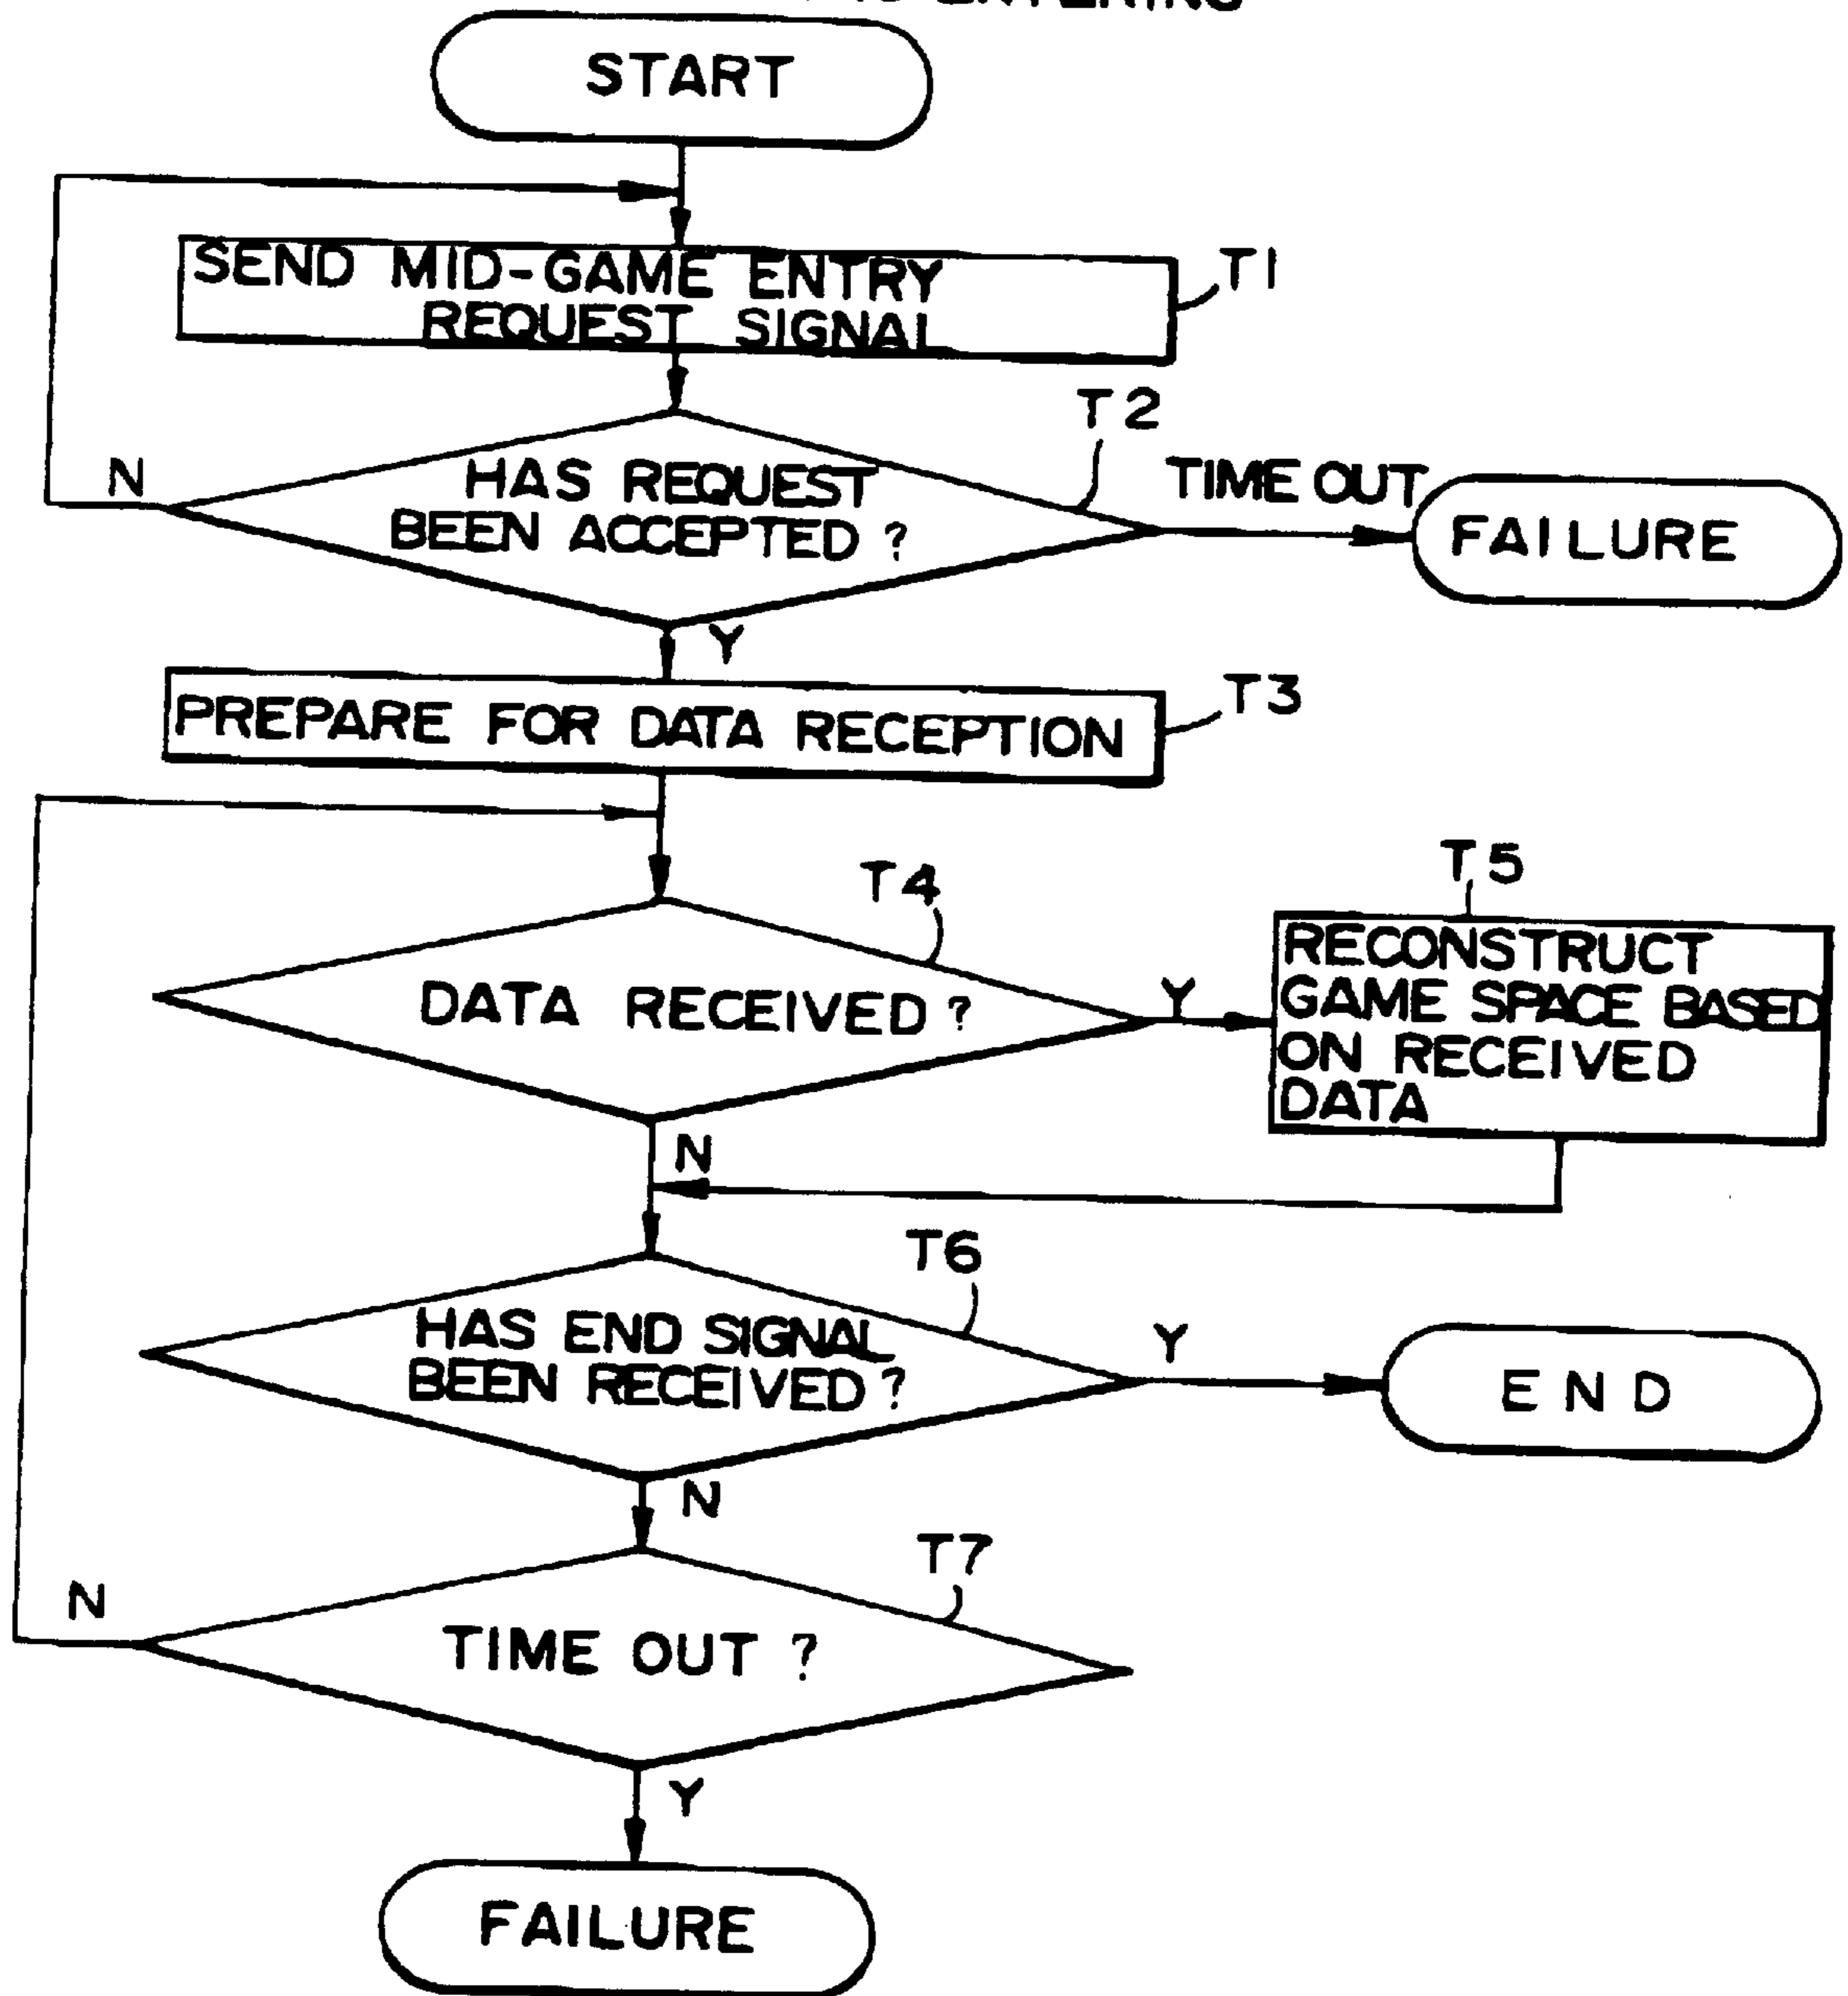 ENTERING
START
SEND MID-GAME ENTRY
REQUEST SIGNAL
T1
T2
N
HAS REQUEST
BEEN ACCEPTED ?
TIME OUT
FAILURE
Y
PREPARE FOR DATA RECEPTION
T3
T4
DATA RECEIVED ?
Y
T5
RECONSTRUCT
GAME SPACE BASED
ON RECEIVED
DATA
N
T6
HAS END SIGNAL
BEEN RECEIVED ?
Y
END
N
T7
N
TIME OUT ?
Y
FAILURE